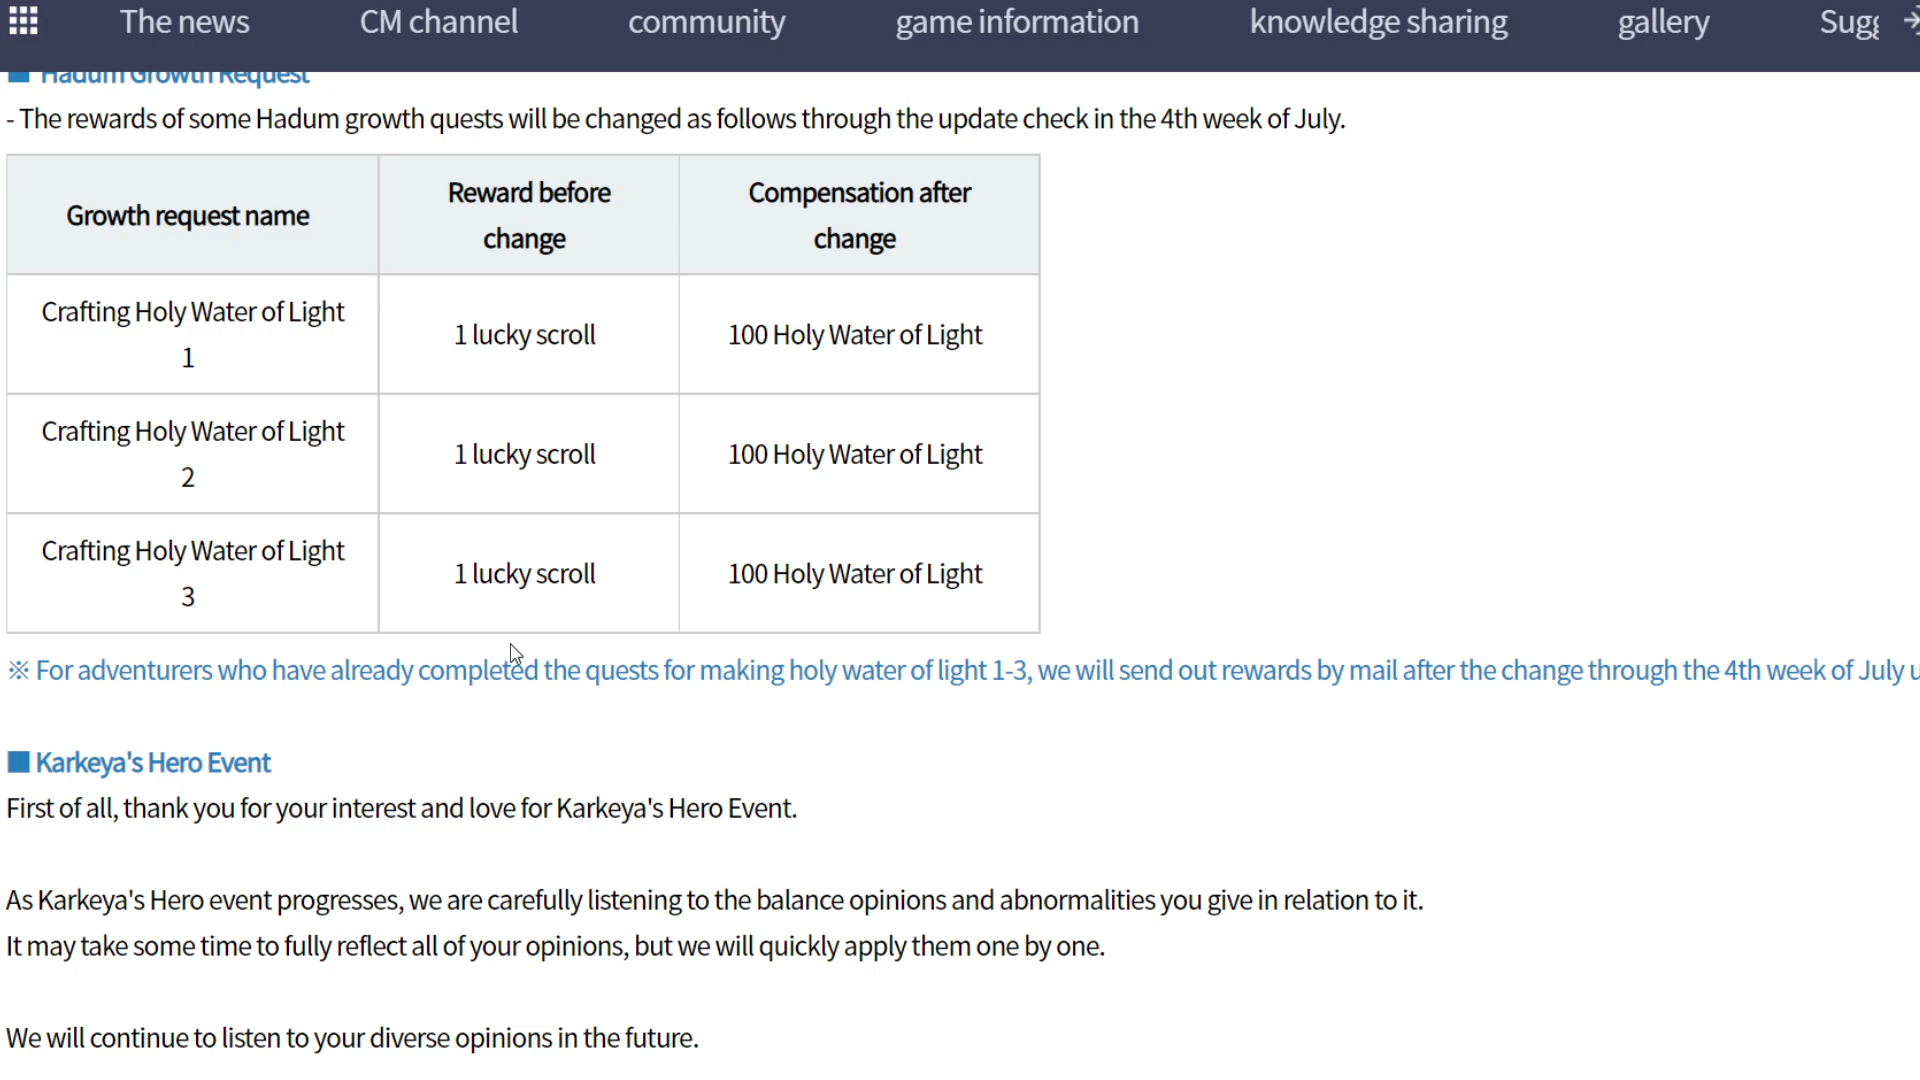 The news CM channel community game information knowledge sharing gallery Sugg
■ Hadum Growth Request
- The rewards of some Hadum growth quests will be changed as follows through the update check in the 4th week of July.
Growth request name
Reward before
change
Compensation after
change
Crafting Holy Water of Light
1
1 lucky scroll
100 Holy Water of Light
Crafting Holy Water of Light
2
1 lucky scroll
100 Holy Water of Light
Crafting Holy Water of Light
3
1 lucky scroll
100 Holy Water of Light
※ For adventurers who have already completed the quests for making holy water of light 1-3, we will send out rewards by mail after the change through the 4th week of July
■ Karkeya's Hero Event
First of all, thank you for your interest and love for Karkeya's Hero Event.
As Karkeya's Hero event progresses, we are carefully listening to the balance opinions and abnormalities you give in relation to it.
It may take some time to fully reflect all of your opinions, but we will quickly apply them one by one.
We will continue to listen to your diverse opinions in the future.